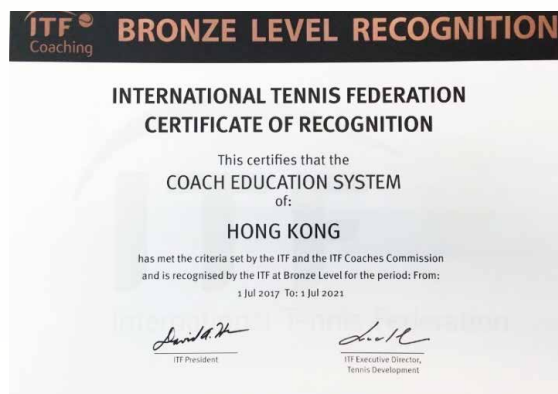 ITF
Coaching
BRONZE LEVEL RECOGNITION
INTERNATIONAL TENNIS FEDERATION
CERTIFICATE OF RECOGNITION
This certifies that the
COACH EDUCATION SYSTEM
of:
HONG KONG
has met the criteria set by the ITF and the ITF Coaches Commission
and is recognised by the ITF at Bronze Level for the period: From:
1 Jul 2017 To: 1 Jul 2021
International Tennis Federation
ITF President
ITF Executive Director,
Tennis Development